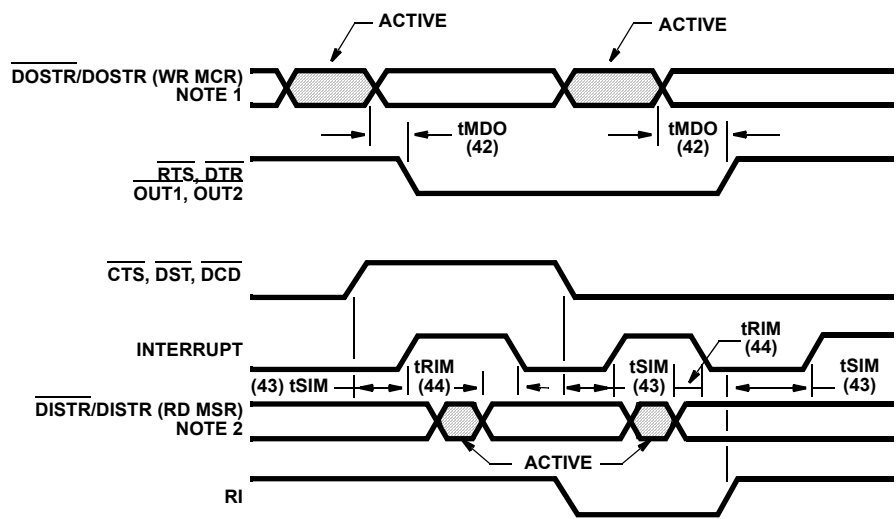 ACTIVE
ACTIVE
DOSTR/DOSTR (WR MCR)
NOTE 1
tMDO
(42)
tMDO
(42)
RTS, DTR
OUT1, OUT2
CTS, DST, DCD
INTERRUPT
tRIM
(44)
(43) tSIM
tRIM
(44)
tSIM
(43)
tSIM
(43)
DISTR/DISTR (RD MSR)
NOTE 2
ACTIVE
RI